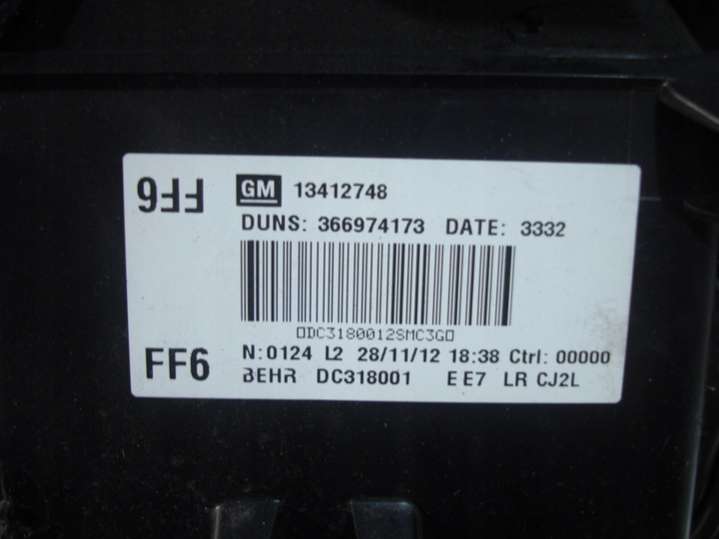 FF6
GM 13412748
DUNS: 366974173 DATE: 3332
DC3180012SMC3G
FF6
N:0124 L2 28/11/12 18:38 Ctrl: 00000
BEHR DC318001 E E7 LR CJ2L